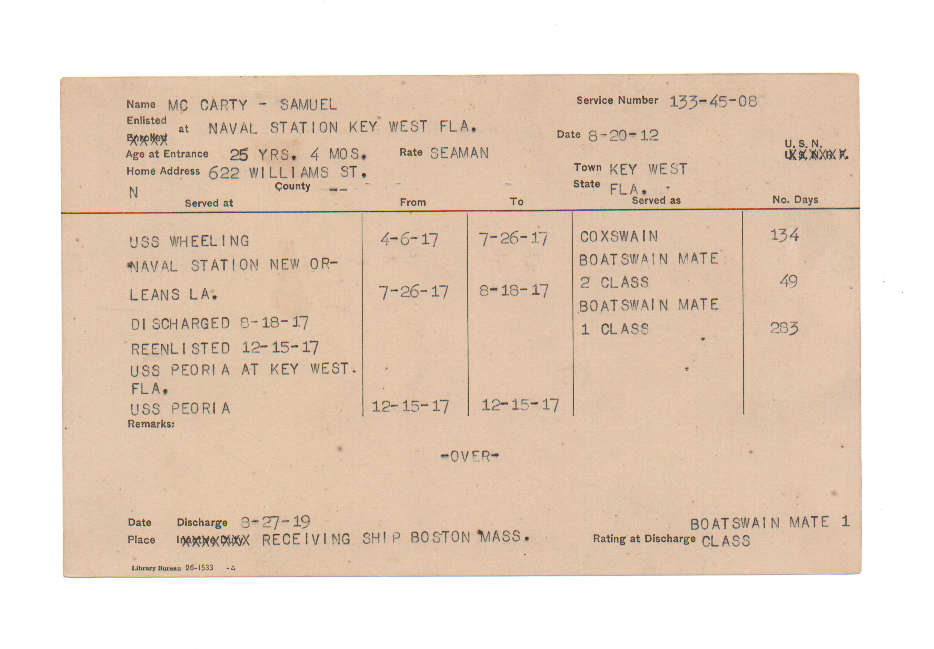 Name MC CARTY - SAMUEL Service Number 133-45-08
Enlisted
Enrolled at NAVAL STATION KEY WEST FLA. Date 8-20-12 U. S. N.
Age at Entrance 25 YRS. 4 MOS. Rate SEAMAN U. S. N. R. F.
Home Address 622 WILLIAMS ST. Town KEY WEST
N County -- State FLA.
Served at From To Served as No. Days
USS WHEELING 4-6-17 7-26-17 COXSWAIN 134
*NAVAL STATION NEW OR- BOATSWAIN MATE
LEANS LA. 7-26-17 8-18-17 2 CLASS 49
BOATSWAIN MATE
DISCHARGED 8-18-17 1 CLASS 283
REENLISTED 12-15-17
USS PEORIA AT KEY WEST.
FLA.
USS PEORIA 12-15-17 12-15-17
Remarks:
-OVER-
Date Discharge 8-27-19 BOATSWAIN MATE 1
Place RECEIVING SHIP BOSTON MASS. Rating at Discharge CLASS
Library Bureau 26-1533